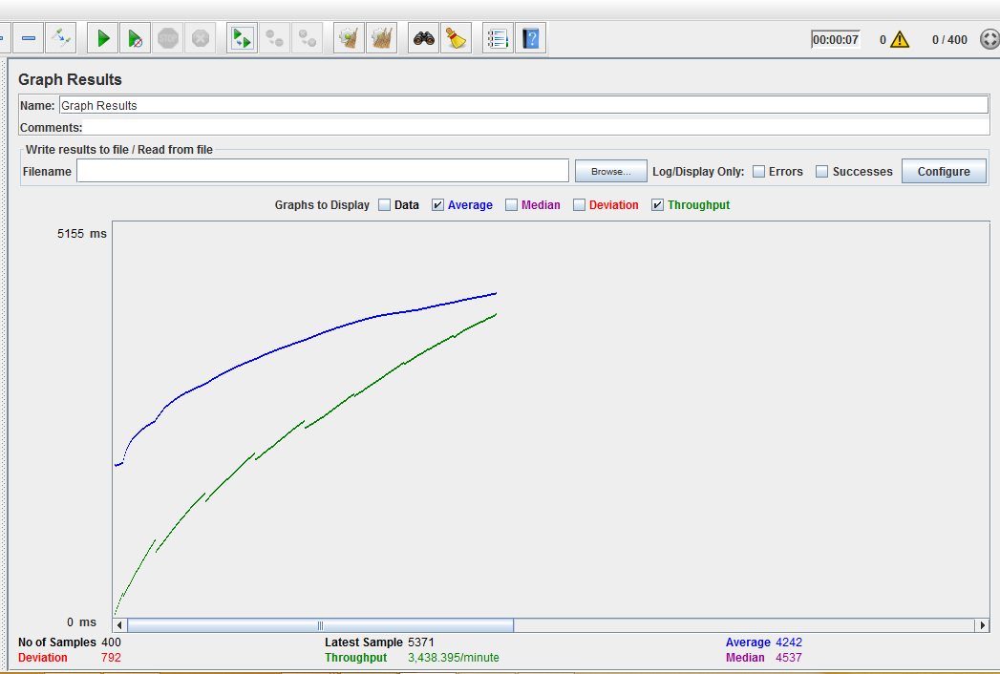 STOP
00:00:07 0 0 / 400
Graph Results
Name: Graph Results
Comments:
Write results to file / Read from file
Filename Browse... Log/Display Only: Errors Successes Configure
Graphs to Display Data Average Median Deviation Throughput
5155 ms
0 ms
No of Samples 400 Latest Sample 5371 Average 4242
Deviation 792 Throughput 3,438.395/minute Median 4537